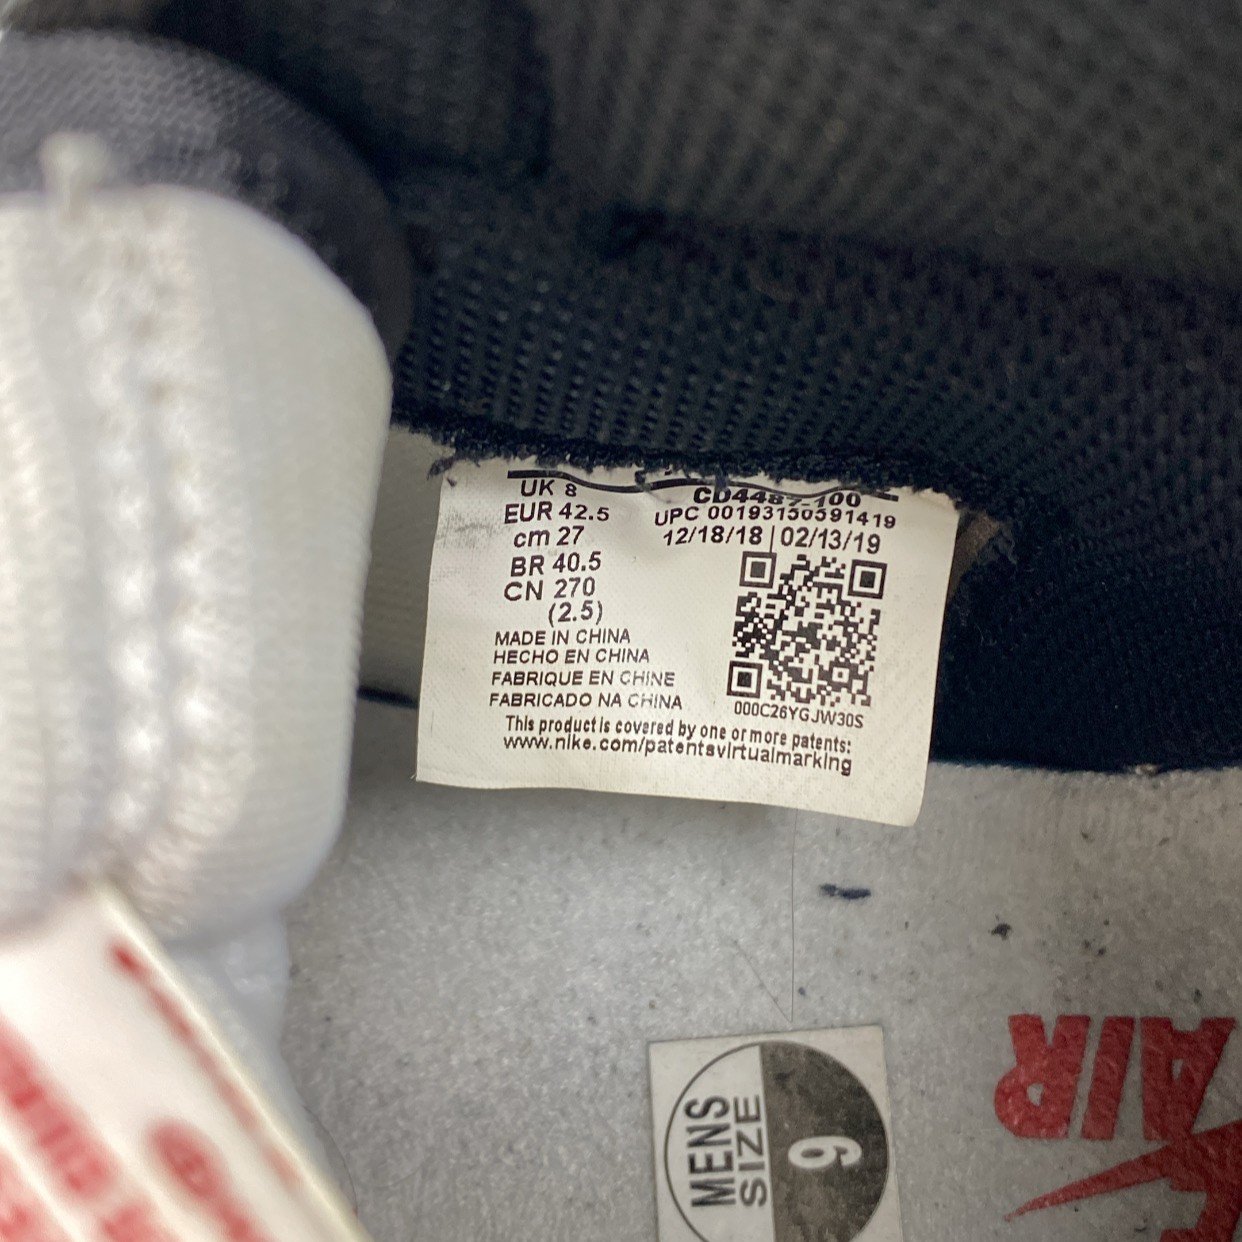 UK 8
EUR 42.5
cm 27
BR 40.5
CN 270
(2.5)
CD4487-100
UPC 00193150591419
12/18/18 | 02/13/19
000C26YGJW30S
MADE IN CHINA
HECHO EN CHINA
FABRIQUE EN CHINE
FABRICADO NA CHINA
This product is covered by one or more patents:
www.nike.com/patentsvirtualmarking
MENS
SIZE
9
AIR